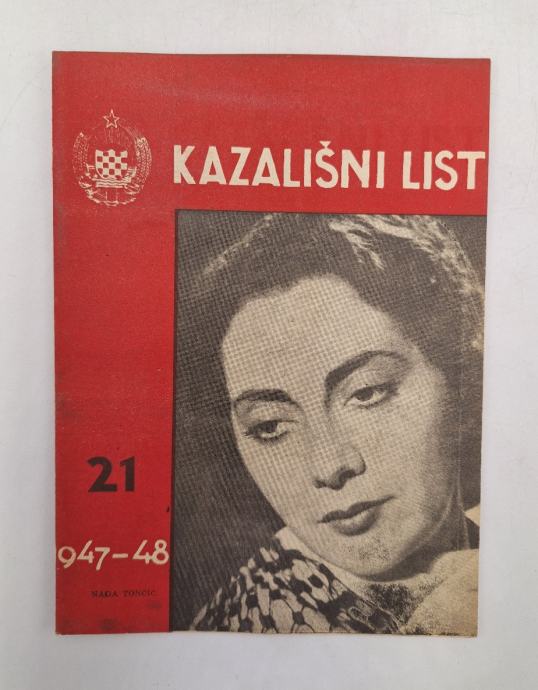 KAZALIŠNI LIST
21
947-48
NADA TONČIĆ